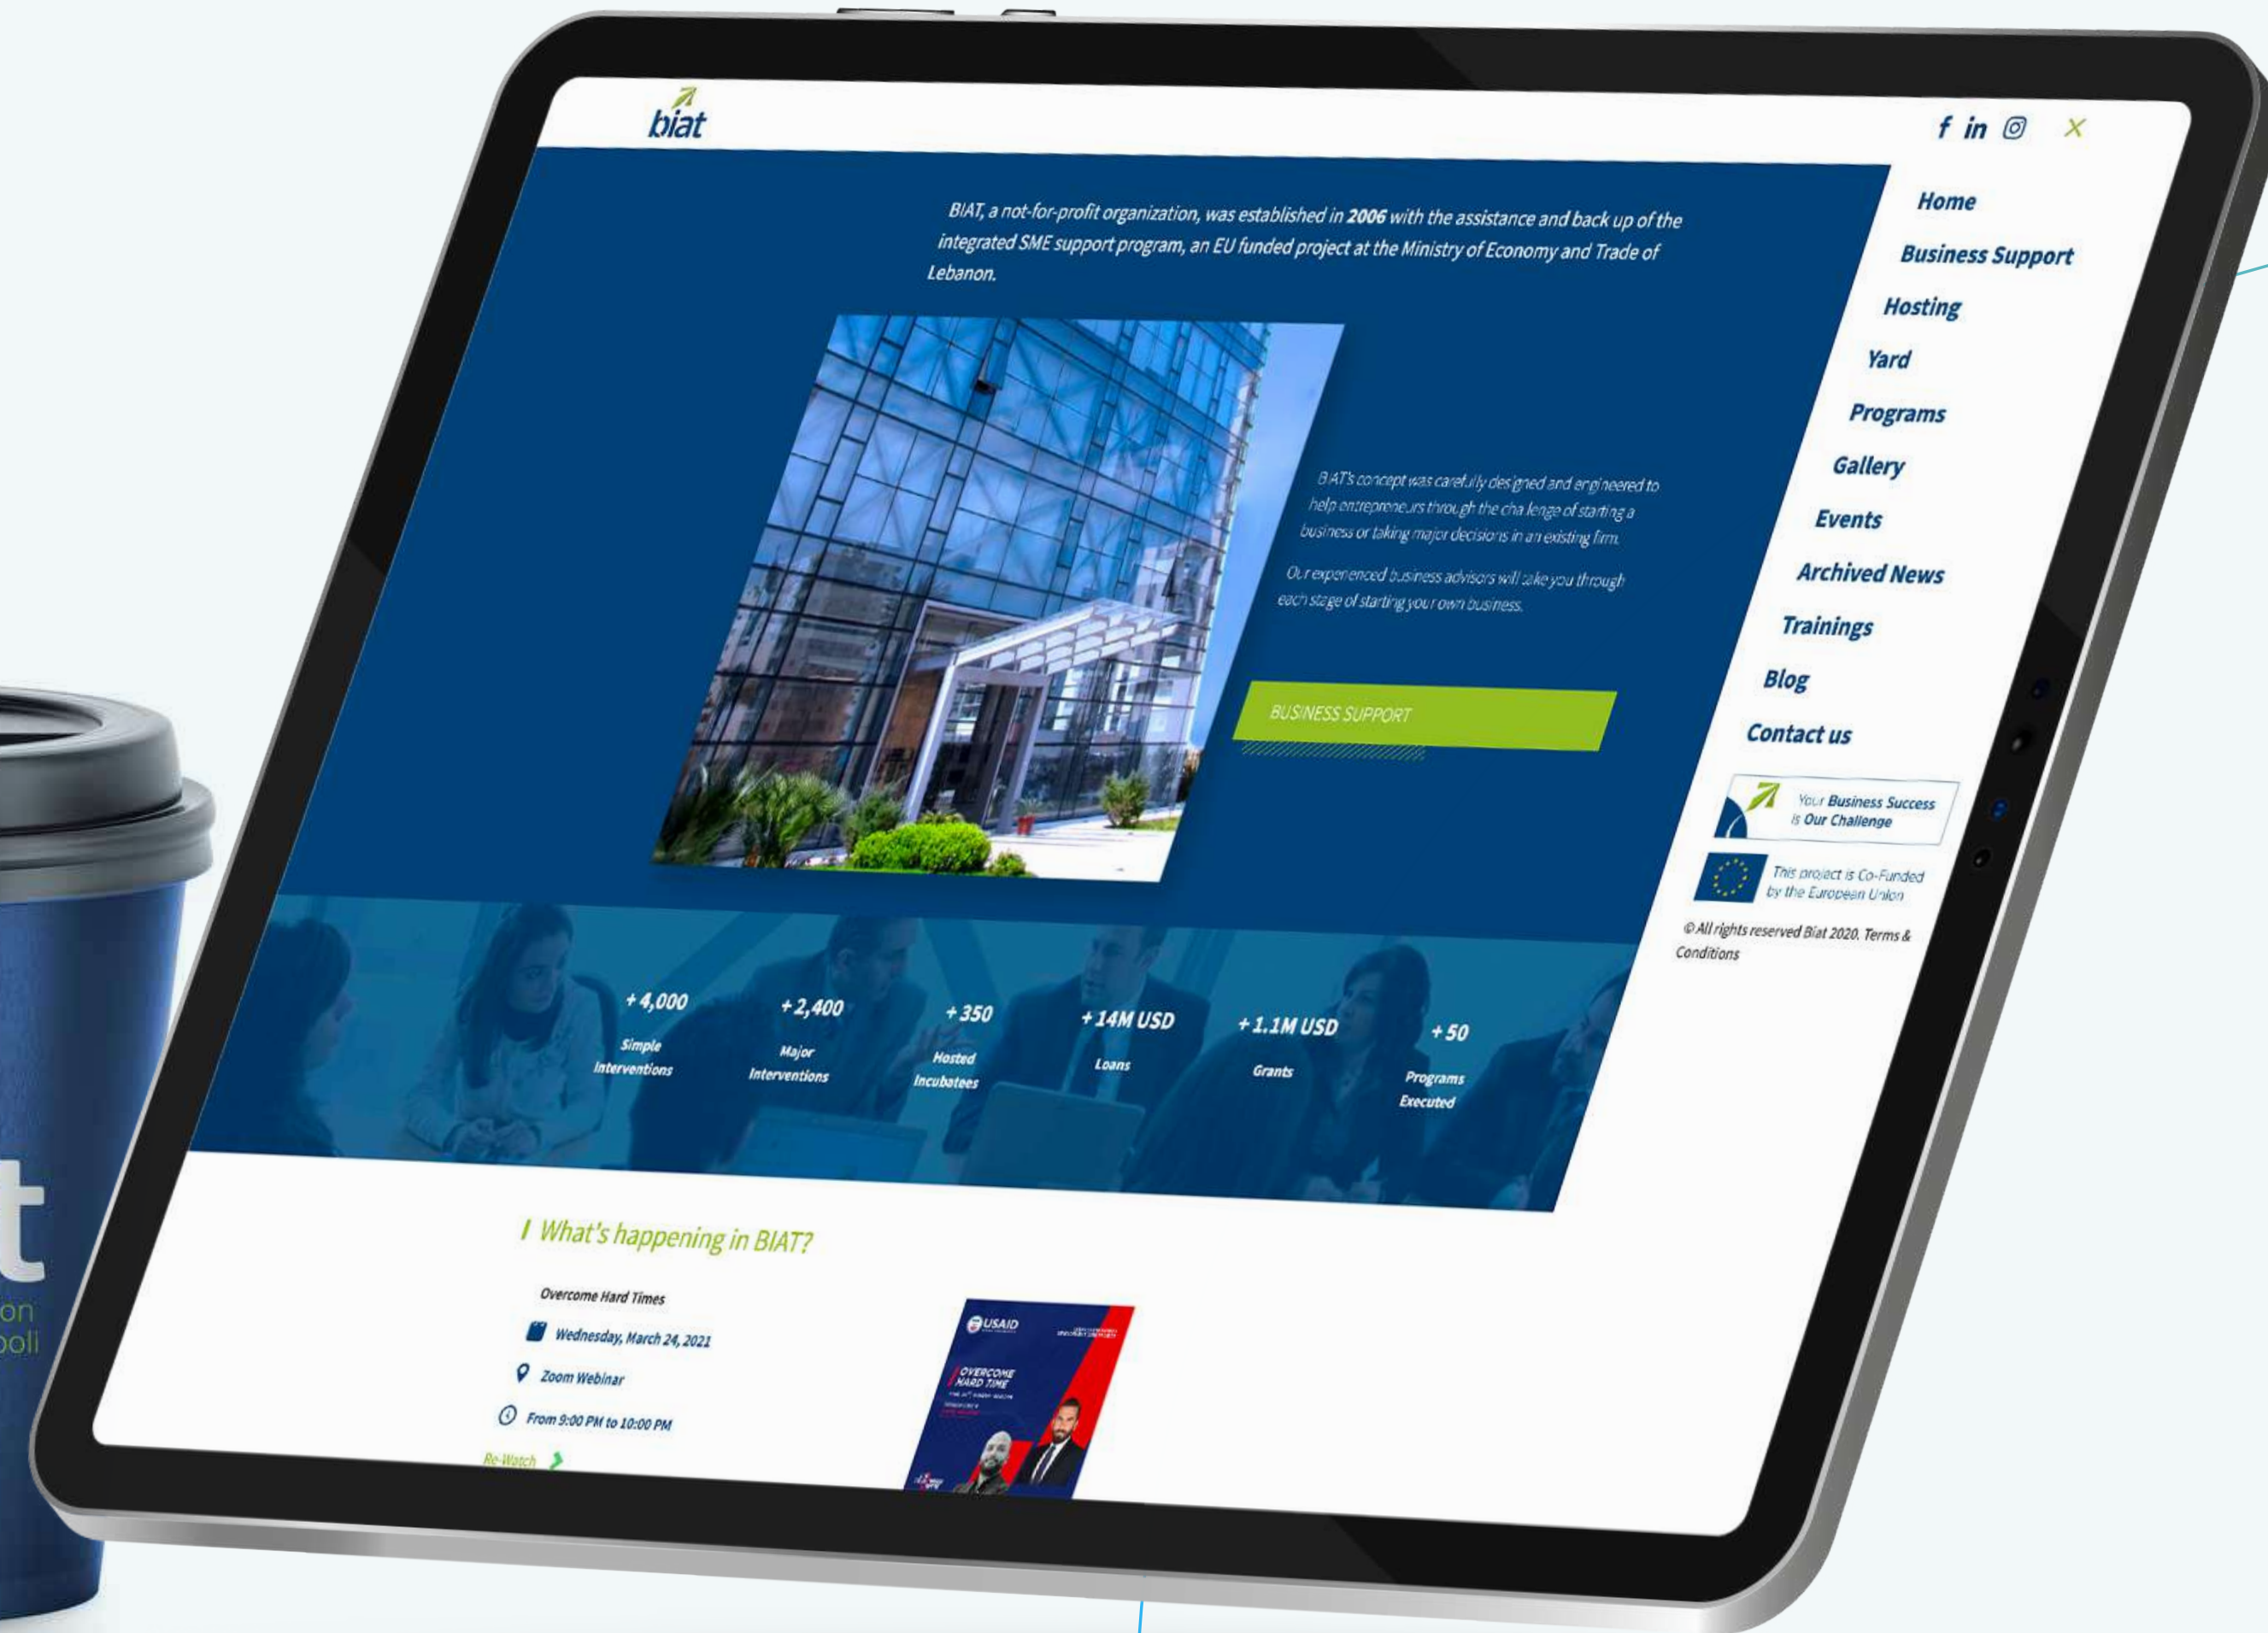 biat
f in
BIAT, a not-for-profit organization, was established in 2006 with the assistance and back up of the
integrated SME support program, an EU funded project at the Ministry of Economy and Trade of
Lebanon.
BIAT's concept was carefully designed and engineered to
help entrepreneurs through the challenge of starting a
business or taking major decisions in an existing firm.
Our experienced business advisors will take you through
each stage of starting your own business.
BUSINESS SUPPORT
+ 4,000
Simple
Interventions
+ 2,400
Major
Interventions
+ 350
Hosted
Incubatees
+ 14M USD
Loans
+ 1.1M USD
Grants
+ 50
Programs
Executed
What's happening in BIAT?
Overcome Hard Times
Wednesday, March 24, 2021
Zoom Webinar
From 9:00 PM to 10:00 PM
Re-Watch
USAID
OVERCOME
HARD TIME
Home
Business Support
Hosting
Yard
Programs
Gallery
Events
Archived News
Trainings
Blog
Contact us
Your Business Success
is Our Challenge
This project is Co-Funded
by the European Union
© All rights reserved Biat 2020. Terms &
Conditions
t
on
oli